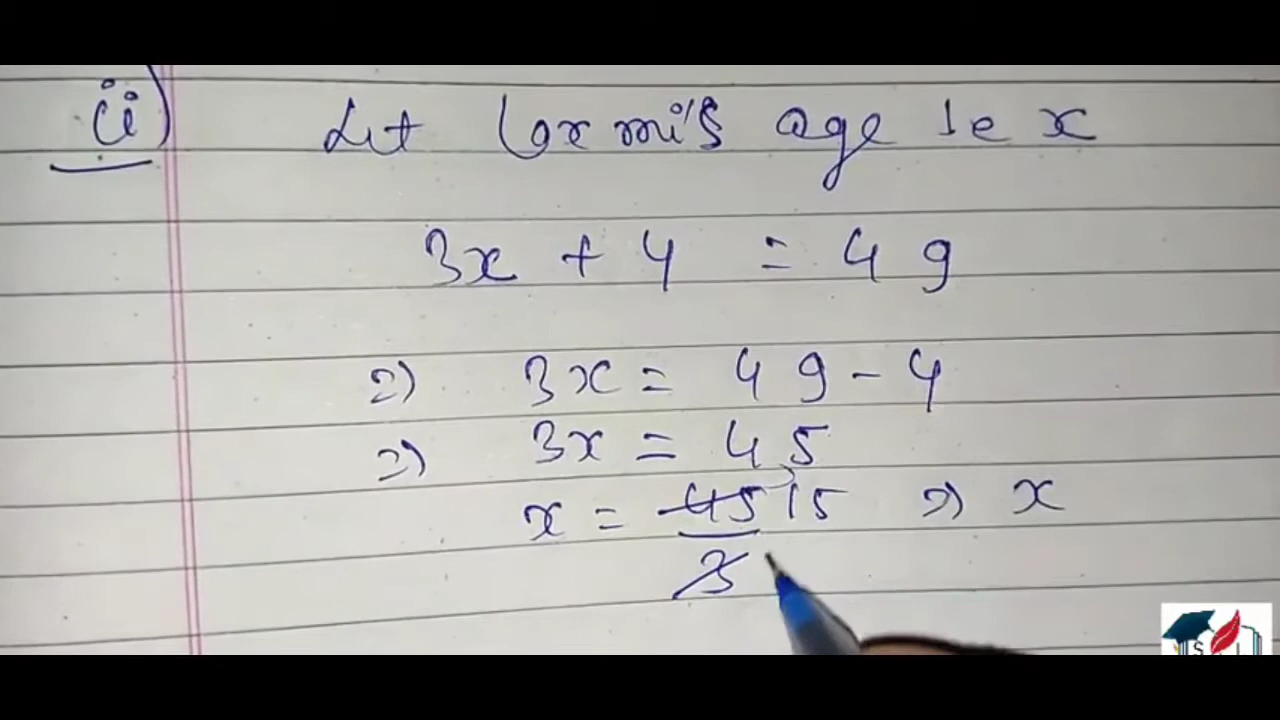 ii) Let laxmi's age be x
3x + 4 = 49
⇒ 3x = 49 - 4
⇒ 3x = 45
x = 45/3 15 ⇒ x
S L